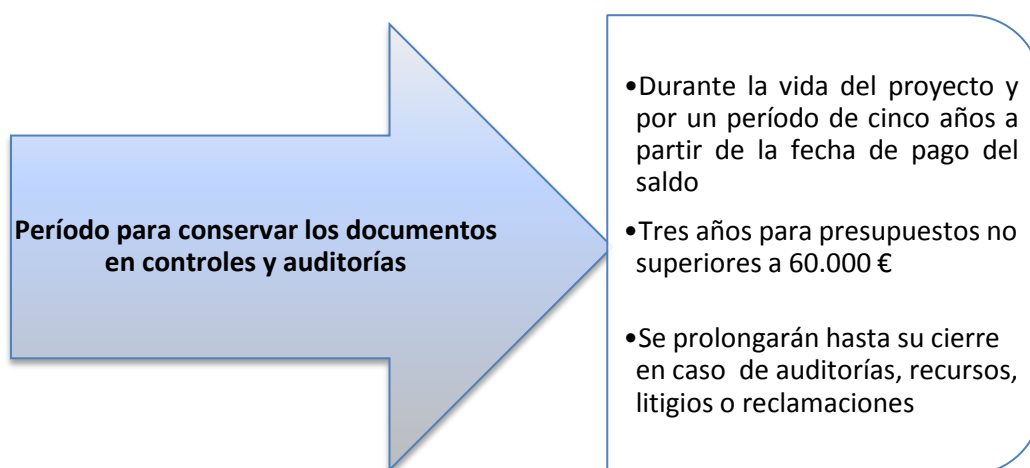 Período para conservar los documentos
en controles y auditorías
•Durante la vida del proyecto y
por un período de cinco años a
partir de la fecha de pago del
saldo
•Tres años para presupuestos no
superiores a 60.000 €
•Se prolongarán hasta su cierre
en caso de auditorías, recursos,
litigios o reclamaciones